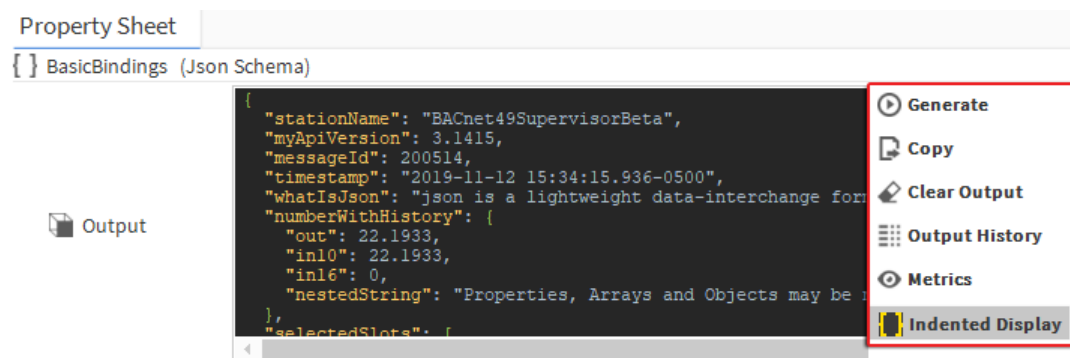 Property Sheet
{ } BasicBindings (Json Schema)
Output
{
"stationName": "BACnet49SupervisorBeta",
"myApiVersion": 3.1415,
"messageId": 200514,
"timestamp": "2019-11-12 15:34:15.936-0500",
"whatIsJson": "json is a lightweight data-interchange for
"numberWithHistory": {
"out": 22.1933,
"in10": 22.1933,
"in16": 0,
"nestedString": "Properties, Arrays and Objects may be
},
"selectedSlots": [
Generate
Copy
Clear Output
Output History
Metrics
Indented Display